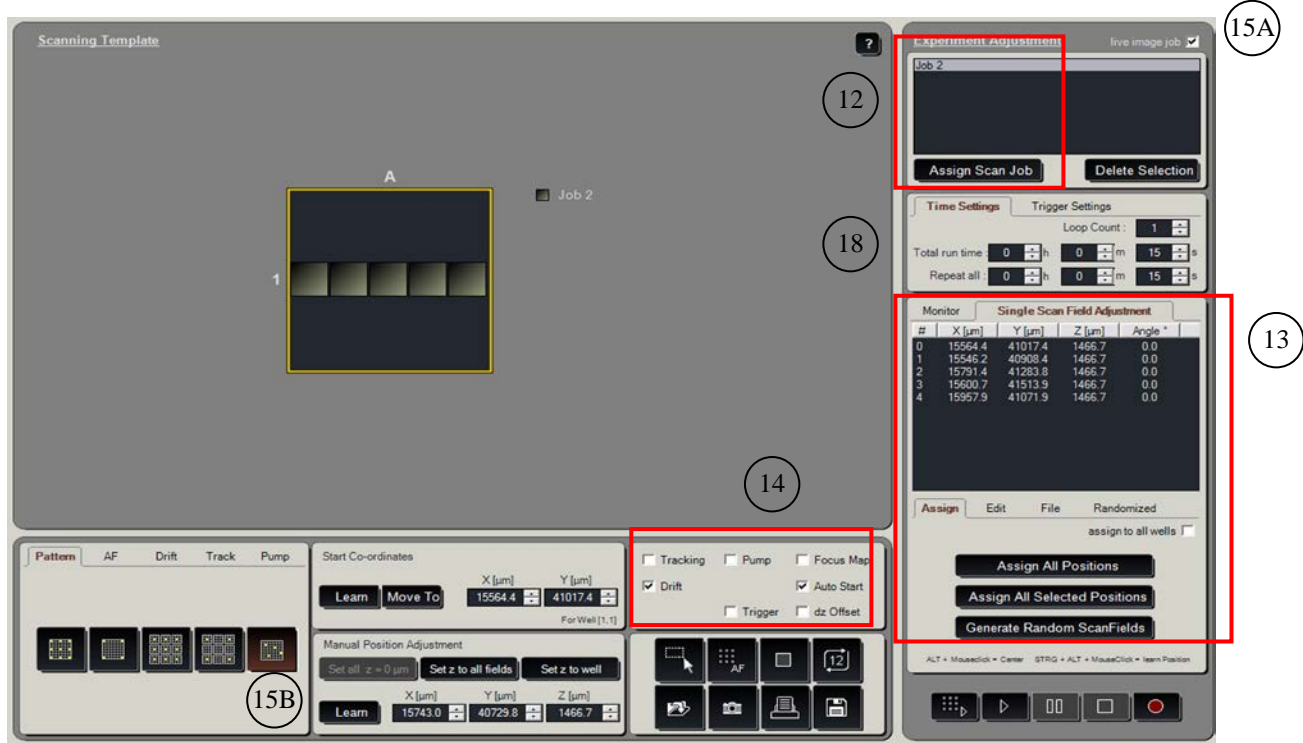 Scanning Template
?
A
Job 2
1
12
18
14
Experiment Adjustment live image job
15A
Job 2
Assign Scan Job Delete Selection
Time Settings Trigger Settings
Loop Count : 1
Total run time : 0 h 0 m 15 s
Repeat all : 0 h 0 m 15 s
Monitor Single Scan Field Adjustment
13
# X [µm] Y [µm] Z [µm] Angle °
0 15564.4 41017.4 1466.7 0.0
1 15546.2 40908.4 1466.7 0.0
2 15791.4 41283.8 1466.7 0.0
3 15600.7 41513.9 1466.7 0.0
4 15957.9 41071.9 1466.7 0.0
Assign Edit File Randomized
assign to all wells
Assign All Positions
Assign All Selected Positions
Generate Random ScanFields
ALT + Mouseclick = Center STRG + ALT + MouseClick = learn Position
Pattern AF Drift Track Pump
15B
Start Co-ordinates
X [µm] Y [µm]
Learn Move To 15564.4 41017.4
For Well [1,1]
Manual Position Adjustment
Set all z = 0 µm Set z to all fields Set z to well
X [µm] Y [µm] Z [µm]
Learn 15743.0 40729.8 1466.7
Tracking Pump Focus Map
Drift Auto Start
Trigger dz Offset
AF
12